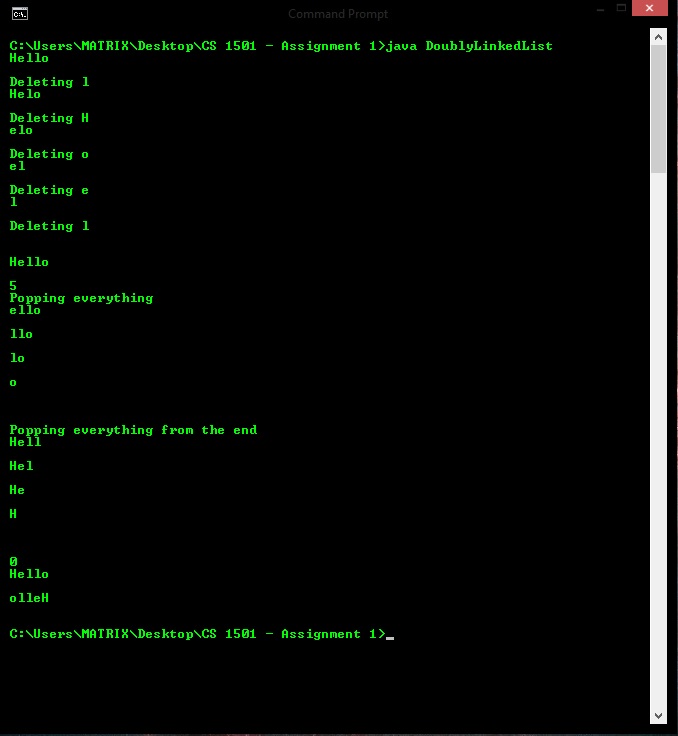 Command Prompt
C:\Users\MATRIX\Desktop\CS 1501 - Assignment 1>java DoublyLinkedList
Hello
Deleting l
Helo
Deleting H
elo
Deleting o
el
Deleting e
l
Deleting l
Hello
5
Popping everything
ello
llo
lo
o
Popping everything from the end
Hell
Hel
He
H
0
Hello
olleH
C:\Users\MATRIX\Desktop\CS 1501 - Assignment 1>_